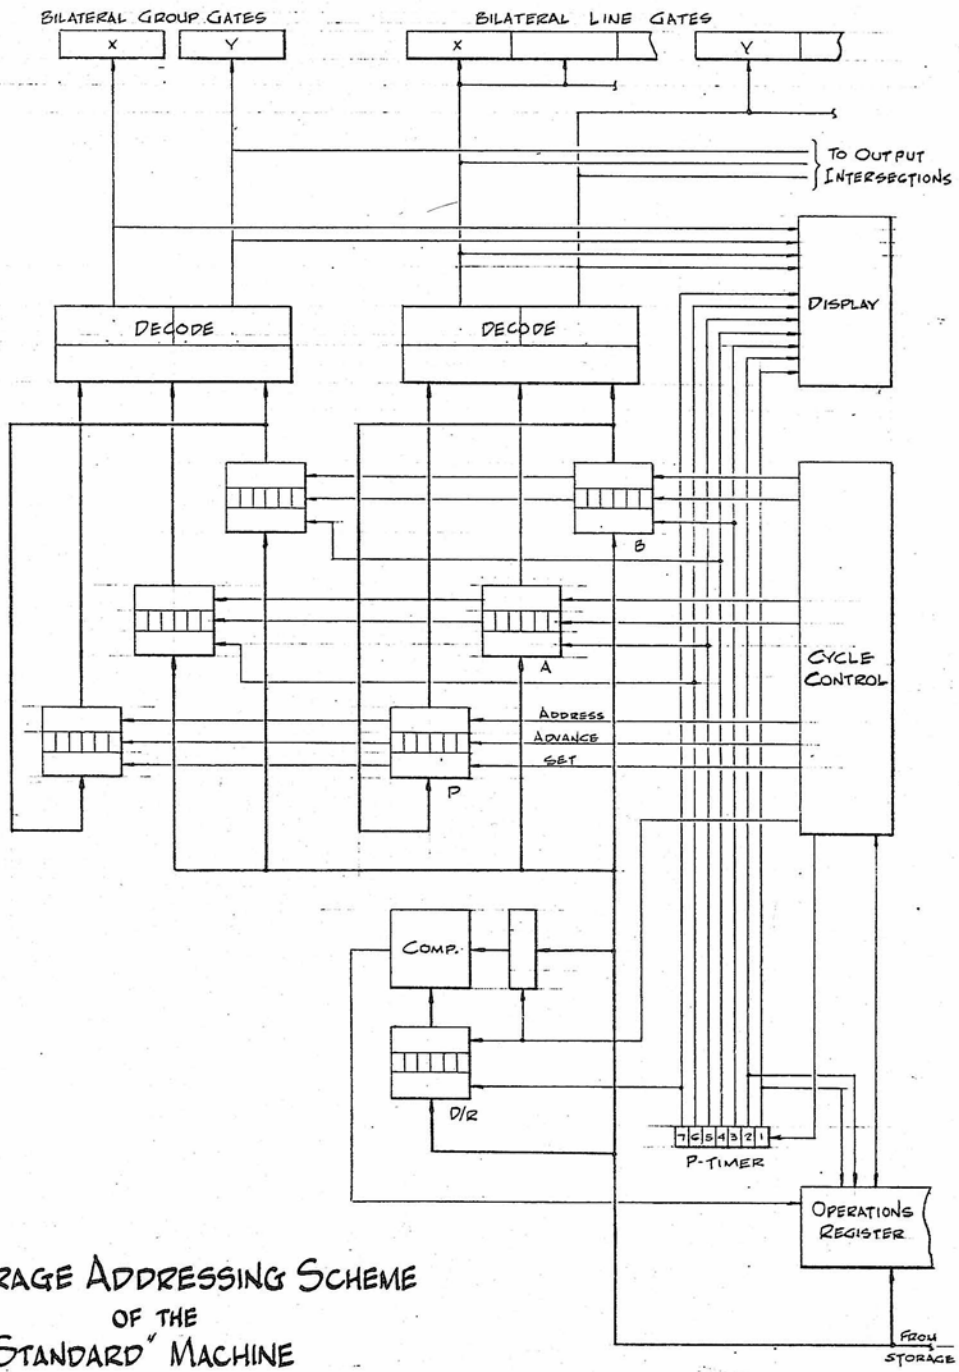 BILATERAL GROUP GATES
BILATERAL LINE GATES
X
Y
X
Y
TO OUTPUT
INTERSECTIONS
DISPLAY
DECODE
DECODE
B
A
CYCLE
CONTROL
ADDRESS
ADVANCE
SET
P
COMP.
D/R
7 6 5 4 3 2 1
P-TIMER
OPERATIONS
REGISTER
RAGE ADDRESSING SCHEME
OF THE
STANDARD" MACHINE
FROM
STORAGE